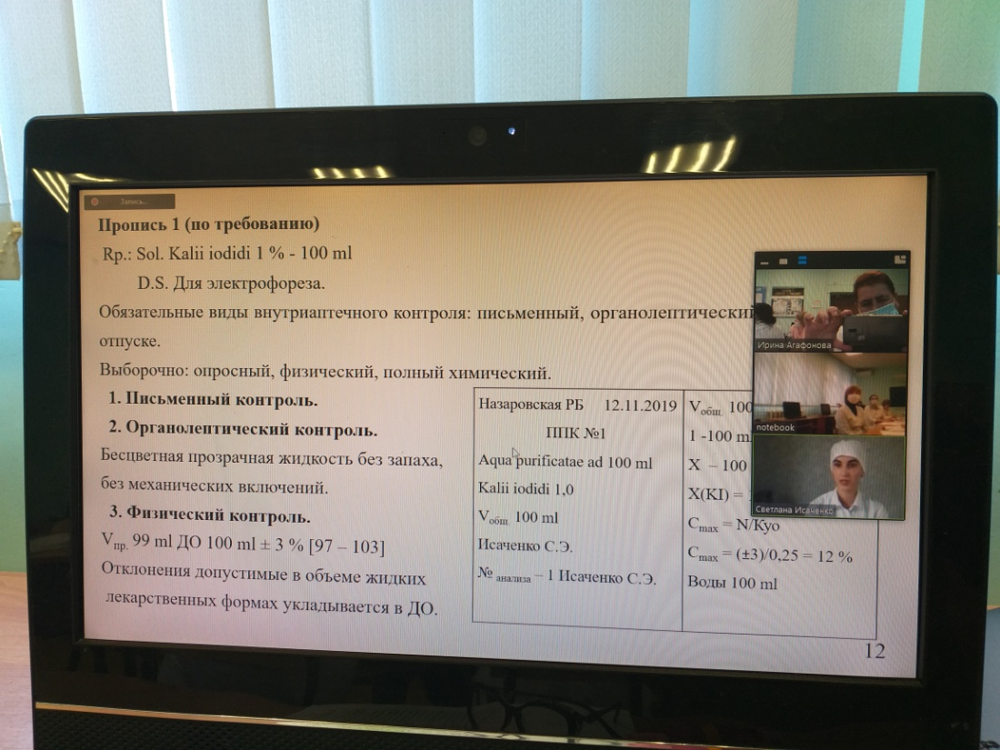 Запись...
Пропись 1 (по требованию)
Rp.: Sol. Kalii iodidi 1 % - 100 ml
D.S. Для электрофореза.
Обязательные виды внутриаптечного контроля: письменный, органолептический
отпуске.
Выборочно: опросный, физический, полный химический.
1. Письменный контроль.
2. Органолептический контроль.
Бесцветная прозрачная жидкость без запаха,
без механических включений.
3. Физический контроль.
Vпр. 99 ml ДО 100 ml ± 3 % [97 – 103]
Отклонения допустимые в объеме жидких
лекарственных формах укладывается в ДО.
Назаровская РБ 12.11.2019
ППК №1
Aqua purificatae ad 100 ml
Kalii iodidi 1,0
Vобщ. 100 ml
Исаченко С.Э.
№ анализа – 1 Исаченко С.Э.
Vобщ. 100
1 -100 m
X – 100
X(KI) =
Cmax = N/Kyo
Cmax = (±3)/0,25 = 12 %
Воды 100 ml
12
Ирина Агафонова
notebook
Светлана Исаченко